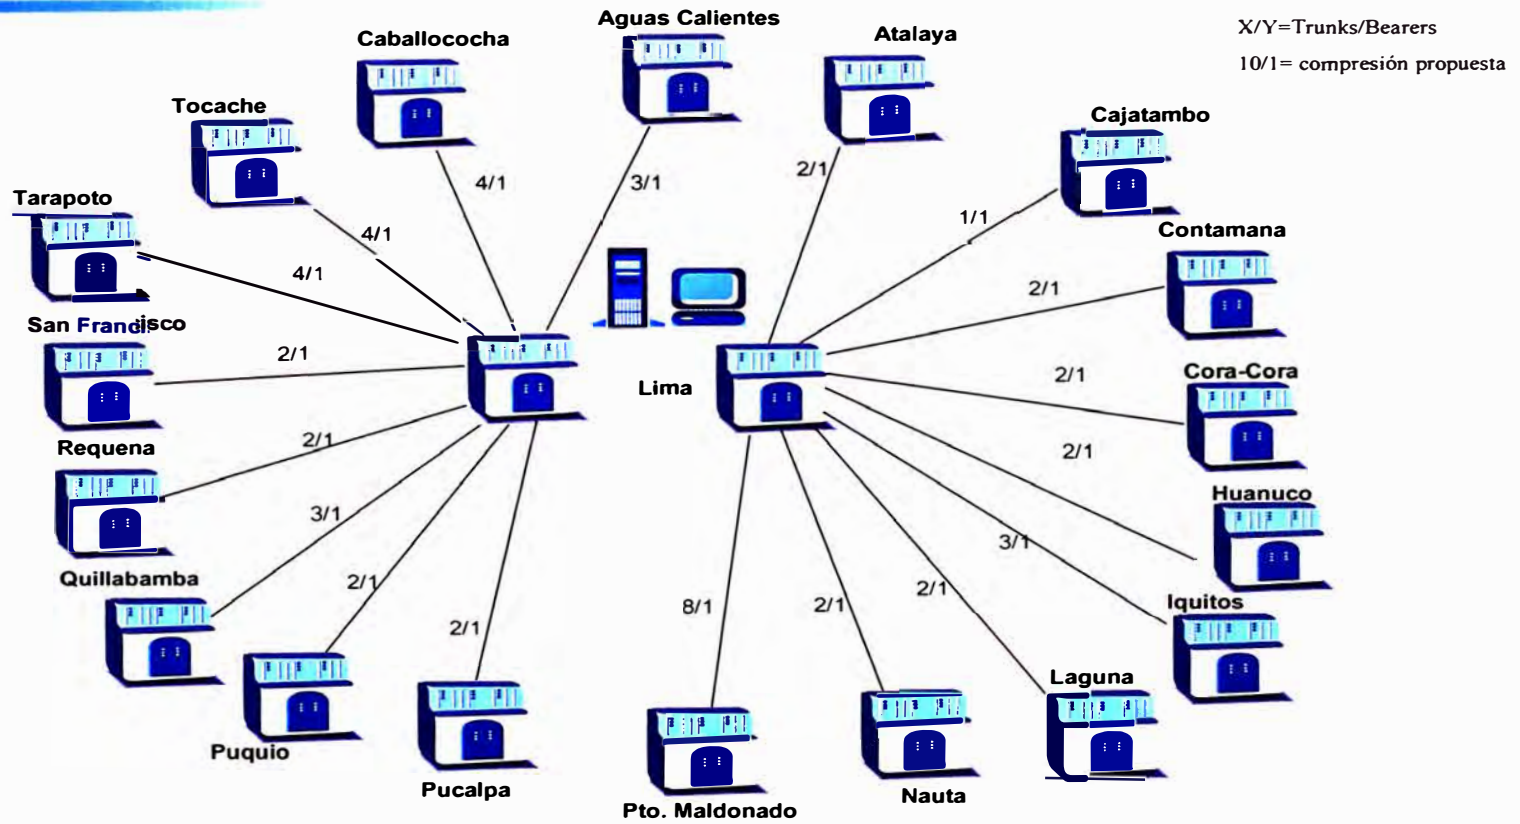 Aguas Calientes
X/Y=Trunks/Bearers
Caballococha
Atalaya
10/1= compresión propuesta
Tocache
Cajatambo
4/1
3/1
2/1
Tarapoto
1/1
4/1
Contamana
4/1
2/1
San Francisco
2/1
2/1
Cora-Cora
Lima
2/1
Requena
2/1
Huanuco
3/1
3/1
Quillabamba
2/1
2/1
Iquitos
8/1
2/1
2/1
Laguna
Puquio
Pucalpa
Nauta
Pto. Maldonado